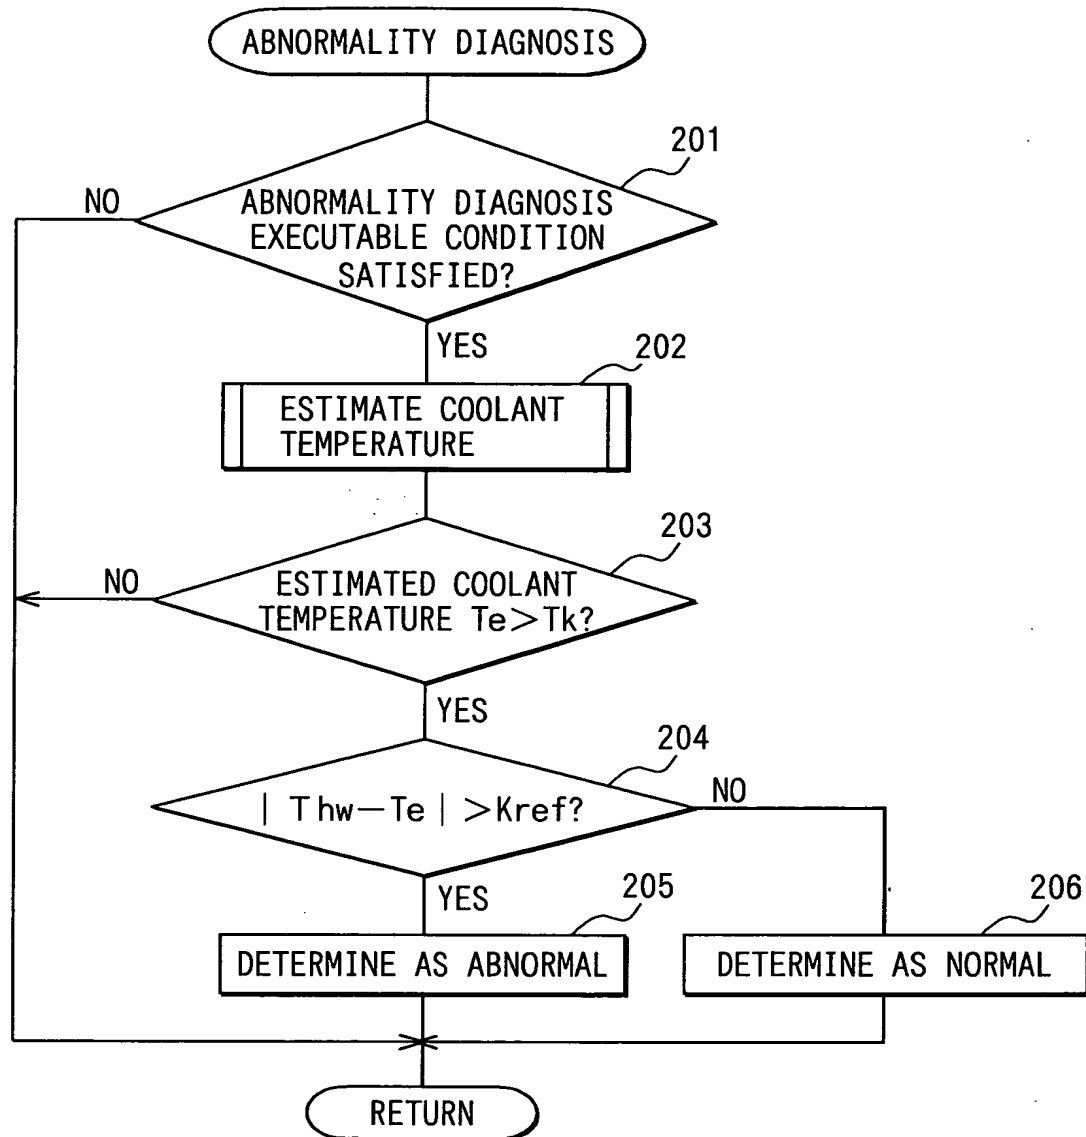 ABNORMALITY DIAGNOSIS
201
NO
ABNORMALITY DIAGNOSIS
EXECUTABLE CONDITION
SATISFIED?
YES
202
ESTIMATE COOLANT
TEMPERATURE
203
NO
ESTIMATED COOLANT
TEMPERATURE Te>Tk?
YES
204
| Thw−Te | >Kref?
NO
YES
205
206
DETERMINE AS ABNORMAL
DETERMINE AS NORMAL
RETURN